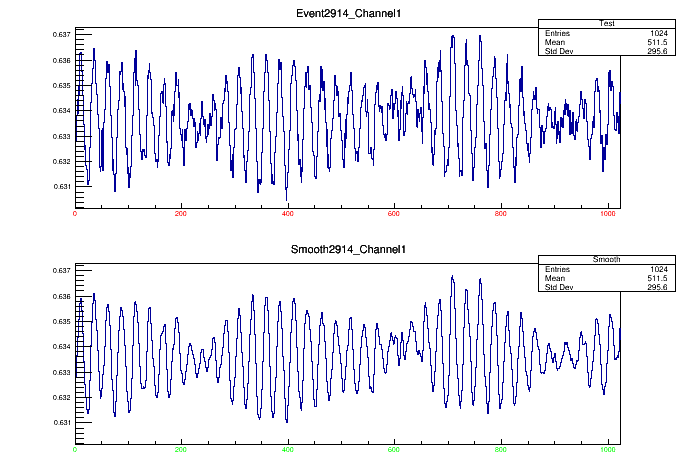 Event2914_Channel1
Test
Entries 1024
Mean 511.5
Std Dev 295.6
0.637
0.636
0.635
0.634
0.633
0.632
0.631
0 200 400 600 800 1000
Smooth2914_Channel1
Smooth
Entries 1024
Mean 511.5
Std Dev 295.6
0.637
0.636
0.635
0.634
0.633
0.632
0.631
0 200 400 600 800 1000